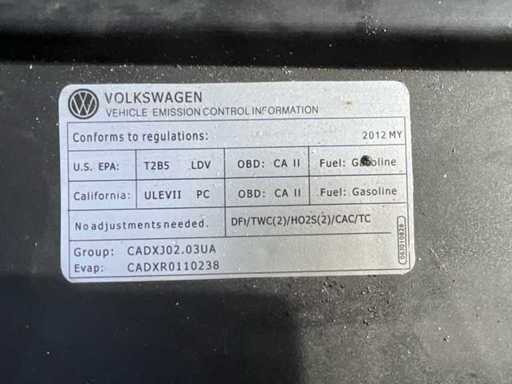 VOLKSWAGEN
VEHICLE EMISSION CONTROL INFORMATION
Conforms to regulations: 2012 MY
U.S. EPA: T2B5 LDV OBD: CA II Fuel: Gasoline
California: ULEVII PC OBD: CA II Fuel: Gasoline
No adjustments needed. DFI/TWC(2)/HO2S(2)/CAC/TC
Group: CADXJ02.03UA
Evap: CADXR0110238